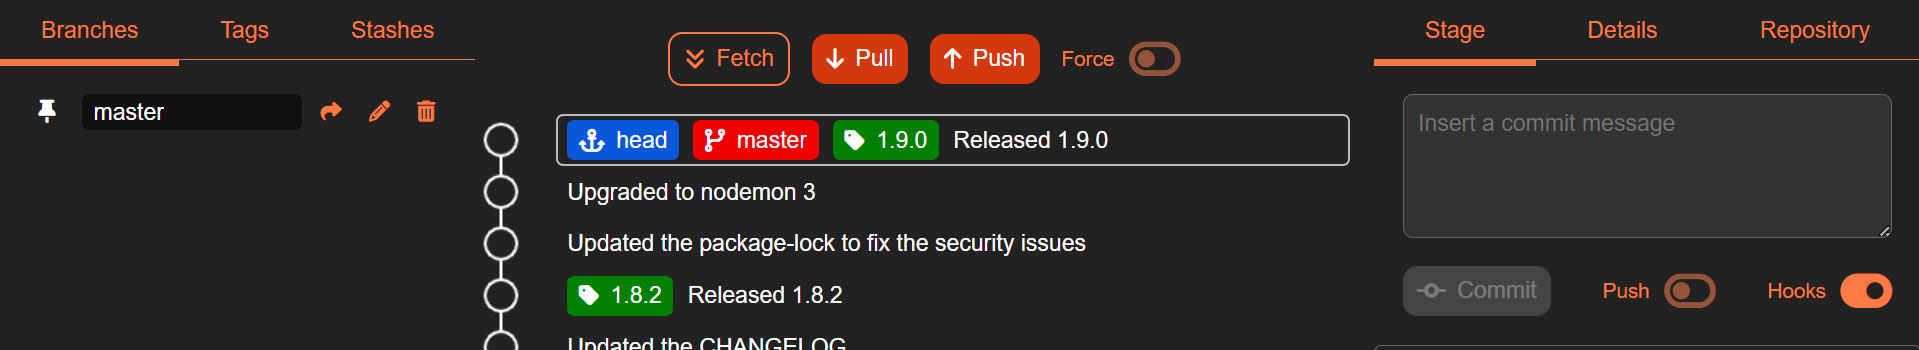 Branches Tags Stashes
master
Fetch Pull Push Force
head master 1.9.0 Released 1.9.0
Upgraded to nodemon 3
Updated the package-lock to fix the security issues
1.8.2 Released 1.8.2
Updated the CHANGELOG
Stage Details Repository
Insert a commit message
Commit Push Hooks